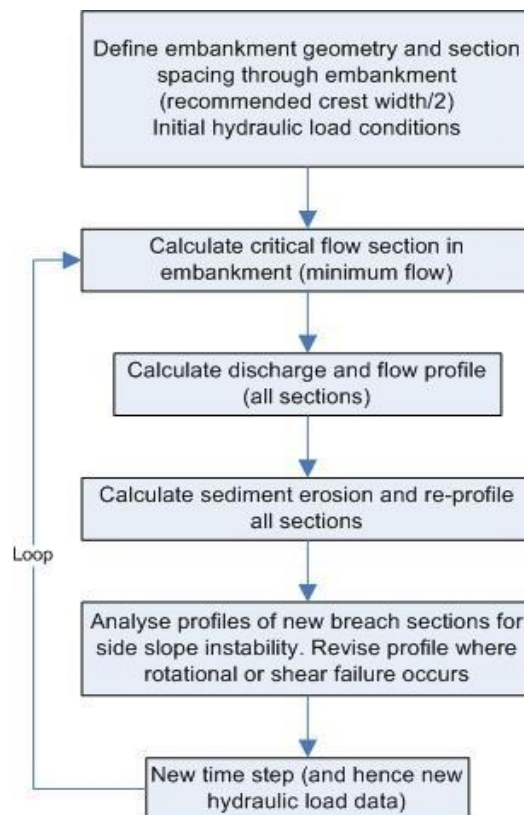 Define embankment geometry and section
spacing through embankment
(recommended crest width/2)
Initial hydraulic load conditions
Calculate critical flow section in
embankment (minimum flow)
Calculate discharge and flow profile
(all sections)
Calculate sediment erosion and re-profile
all sections
Loop
Analyse profiles of new breach sections for
side slope instability. Revise profile where
rotational or shear failure occurs
New time step (and hence new
hydraulic load data)